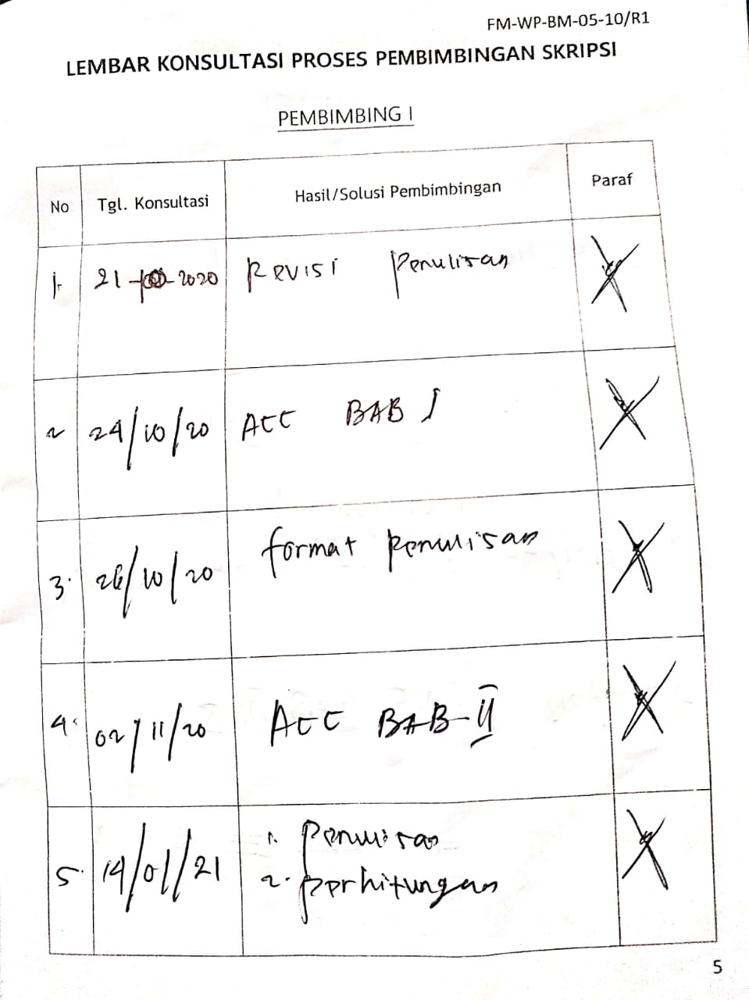 FM-WP-BM-05-10/R1
LEMBAR KONSULTASI PROSES PEMBIMBINGAN SKRIPSI
PEMBIMBING I
No Tgl. Konsultasi Hasil/Solusi Pembimbingan Paraf
1. 21 - 2020 Revisi Penulisan
2 24/10/20 ACC BAB I
3. 26/10/20 format penulisan
4. 02/11/20 ACC BAB II
1. Penulisan
5. 14/01/21
2. perhitungan
5